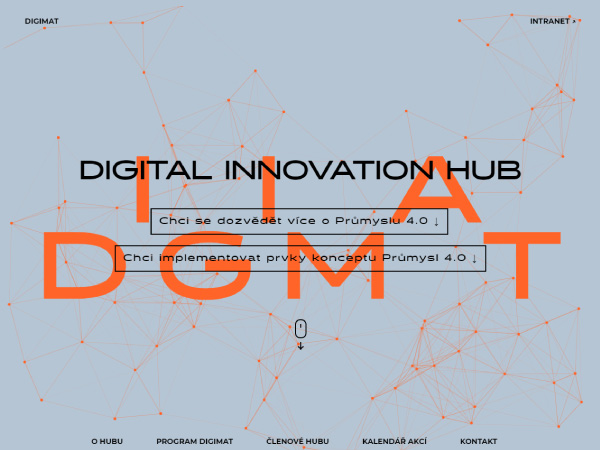 DIGIMAT
INTRANET
I I A
DIGITAL INNOVATION HUB
Chci se dozvědět více o Průmyslu 4.0 ↓
D G M T
Chci implementovat prvky konceptu Průmysl 4.0 ↓
O HUBU
PROGRAM DIGIMAT
ČLENOVÉ HUBU
KALENDÁŘ AKCÍ
KONTAKT